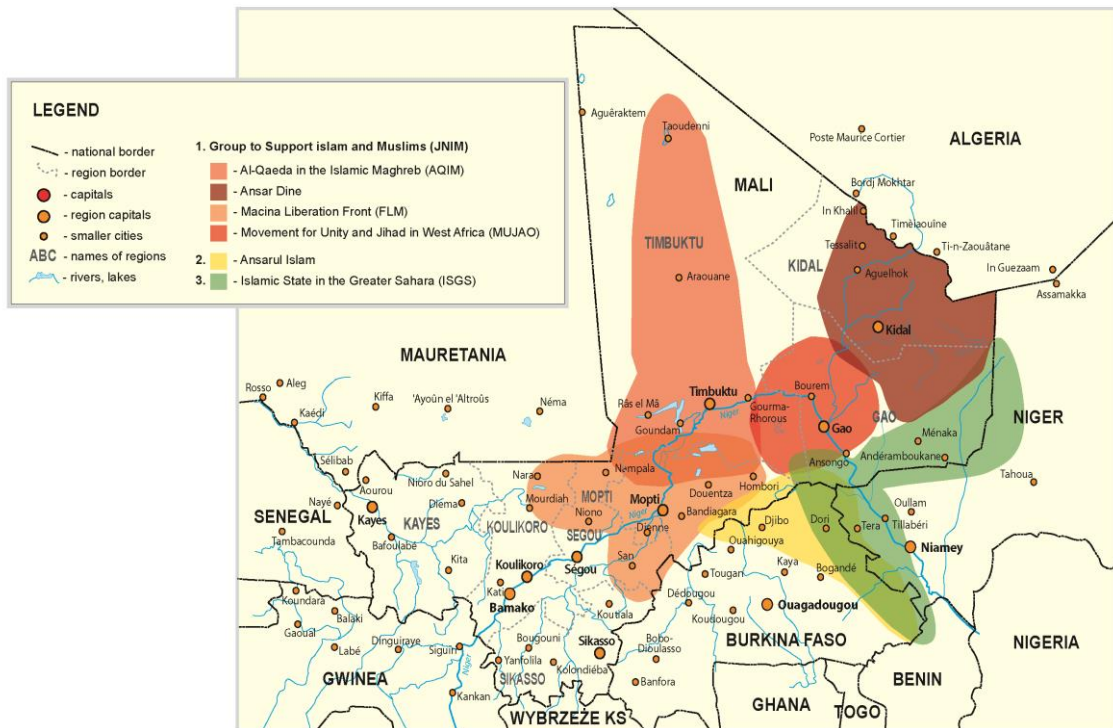 LEGEND
- national border
- region border
- capitals
- region capitals
- smaller cities
ABC - names of regions
- rivers, lakes
1. Group to Support islam and Muslims (JNIM)
- Al-Qaeda in the Islamic Maghreb (AQIM)
- Ansar Dine
- Macina Liberation Front (FLM)
- Movement for Unity and Jihad in West Africa (MUJAO)
2. - Ansarul Islam
3. - Islamic State in the Greater Sahara (ISGS)
Aguêraktem
Taoudenni
Poste Maurice Cortier
ALGERIA
MALI
Bordj Mokhtar
In Khalil
Timèlaouîne
TIMBUKTU
Tessalit
Ti-n-Zaouâtane
KIDAL
Araouane
Aguelhok
In Guezaam
Assamakka
Kidal
MAURETANIA
Rosso
Aleg
Kiffa
'Ayoûn el 'Altroûs
Néma
Râs el Mâ
Timbuktu
Niger
Gourma-
Rhorous
Bourem
Kaédi
Goundam
GAO
Gao
NIGER
Ménaka
Sélibab
Aourou
Nioro du Sahel
Nara
Nampala
Ansongo
Andéramboukane
Tahoua
Nayé
Diéma
Mourdiah
MOPTI
Mopti
Douentza
Hombori
Kayes
KAYES
KOULIKORO
Niono
Bandiagara
Oullam
SENEGAL
Tambacounda
Bafoulabé
SEGOU
Djenne
Djibo
Dori
Tera
Tillabéri
Kita
Ouahigouya
Niamey
Koulikoro
Ségou
San
Kati
Bamako
Tougan
Kaya
Bogandé
Koundara
Balaki
Gaoual
Koutiala
Dédougou
Ouagadougou
Koudougou
Labé
Dinguiraye
Siguiri
Bougouni
Sikasso
Bobo-
Dioulasso
BURKINA FASO
NIGERIA
Niger
Yanfolila
Kolondiéba
SIKASSO
GWINEA
Kankan
Banfora
BENIN
WYBRZEŻE KS
GHANA
TOGO